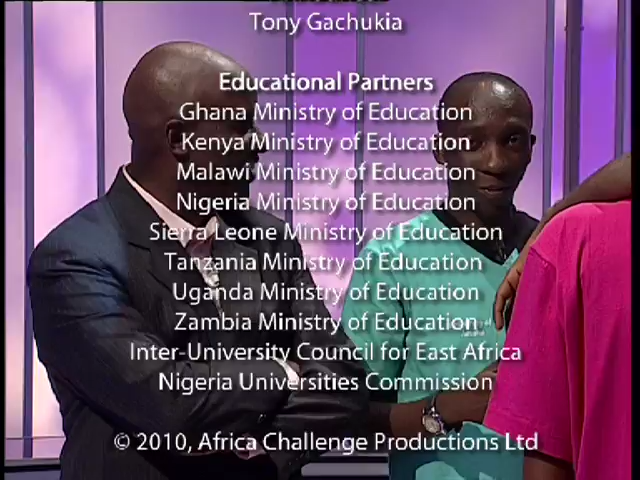 Tony Gachukia
Educational Partners
Ghana Ministry of Education
Kenya Ministry of Education
Malawi Ministry of Education
Nigeria Ministry of Education
Sierra Leone Ministry of Education
Tanzania Ministry of Education
Uganda Ministry of Education
Zambia Ministry of Education
Inter-University Council for East Africa
Nigeria Universities Commission
© 2010, Africa Challenge Productions Ltd